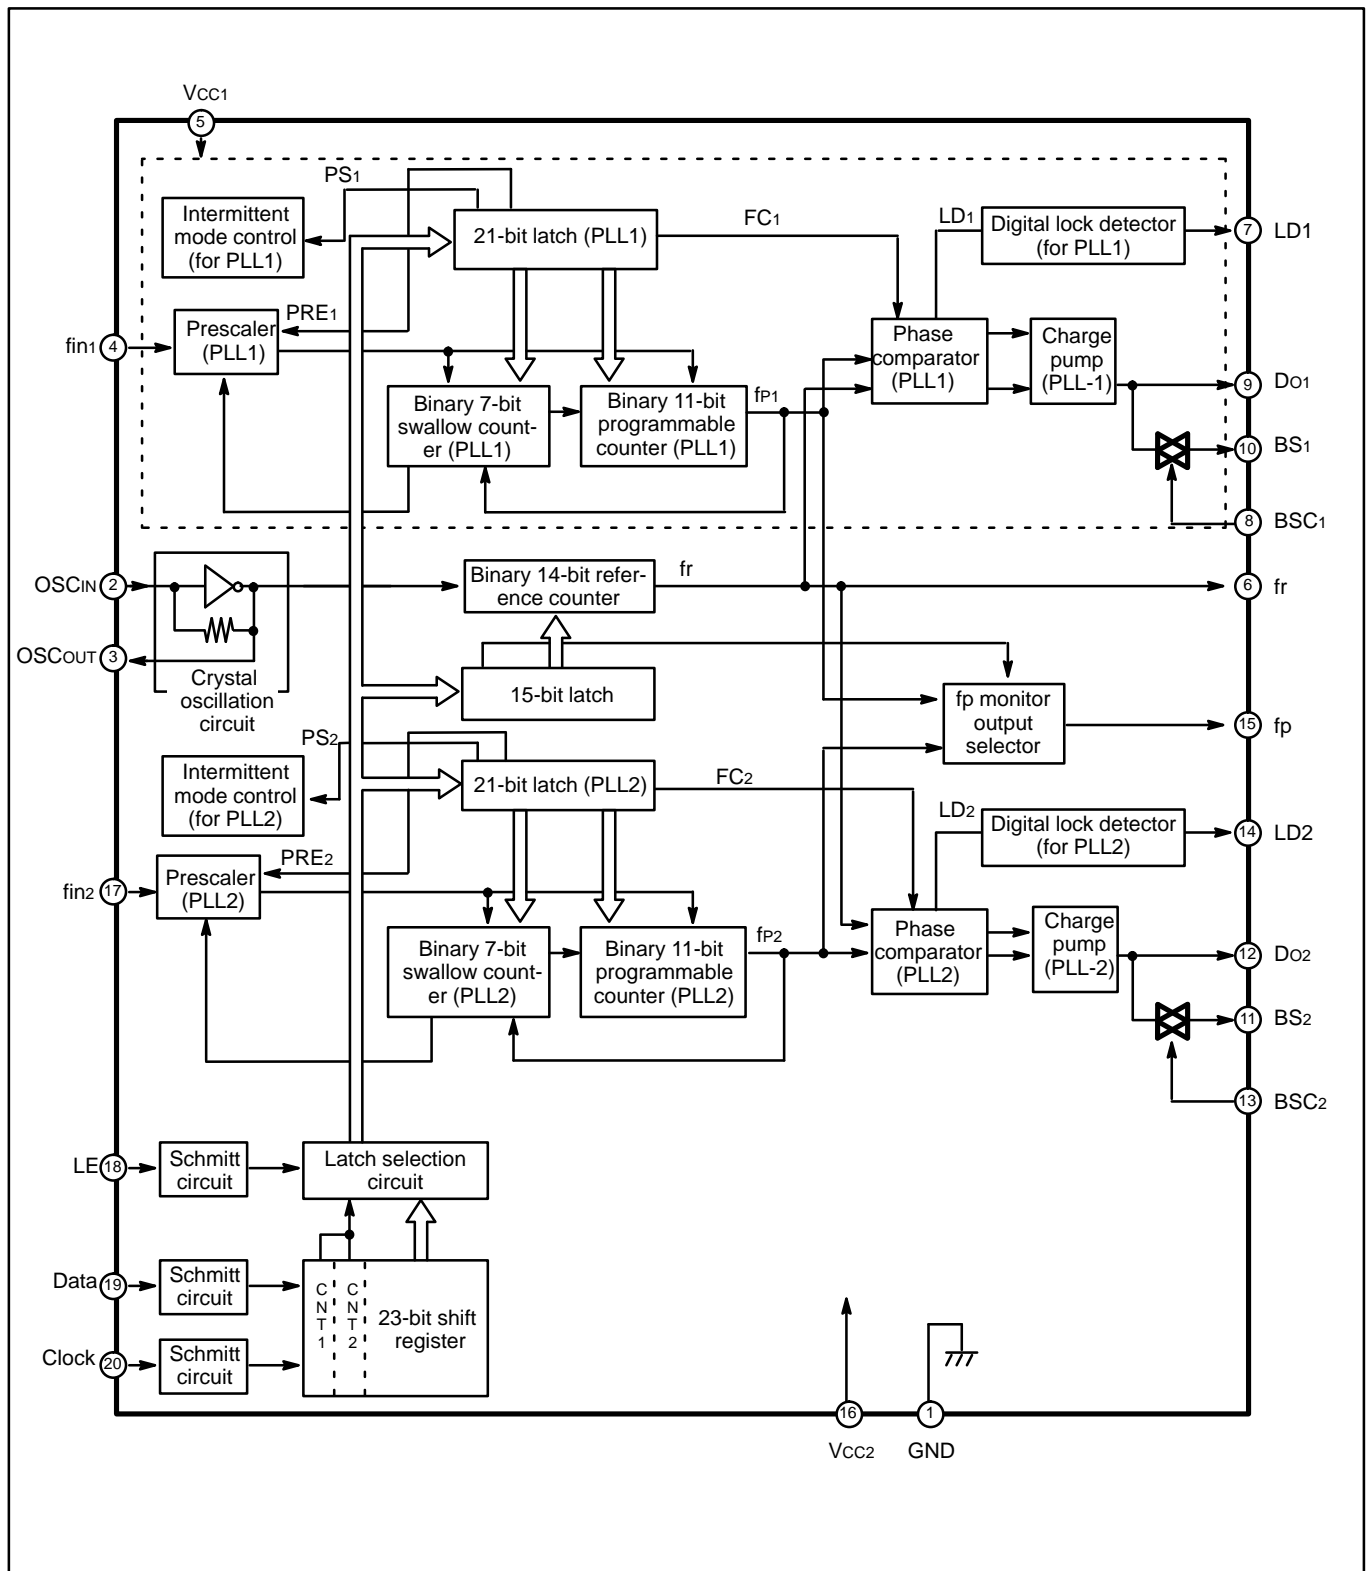 VCC1
5
PS1
Intermittent
mode control
(for PLL1)
21-bit latch (PLL1)
FC1
LD1
Digital lock detector
(for PLL1)
7
LD1
PRE1
fin1
4
Prescaler
(PLL1)
Phase
comparator
(PLL1)
Charge
pump
(PLL-1)
9
DO1
Binary 7-bit
swallow count-
er (PLL1)
Binary 11-bit
programmable
counter (PLL1)
fP1
10
BS1
8
BSC1
OSCIN
2
Binary 14-bit refer-
ence counter
fr
6
fr
OSCOUT
3
Crystal
oscillation
circuit
15-bit latch
fp monitor
output
selector
15
fp
PS2
Intermittent
mode control
(for PLL2)
21-bit latch (PLL2)
FC2
LD2
Digital lock detector
(for PLL2)
14
LD2
PRE2
fin2
17
Prescaler
(PLL2)
Phase
comparator
(PLL2)
Charge
pump
(PLL-2)
12
DO2
Binary 7-bit
swallow count-
er (PLL2)
Binary 11-bit
programmable
counter (PLL2)
fP2
11
BS2
13
BSC2
LE
18
Schmitt
circuit
Latch selection
circuit
Data
19
Schmitt
circuit
CNT1
CNT2
23-bit shift
register
Clock
20
Schmitt
circuit
16
1
VCC2
GND